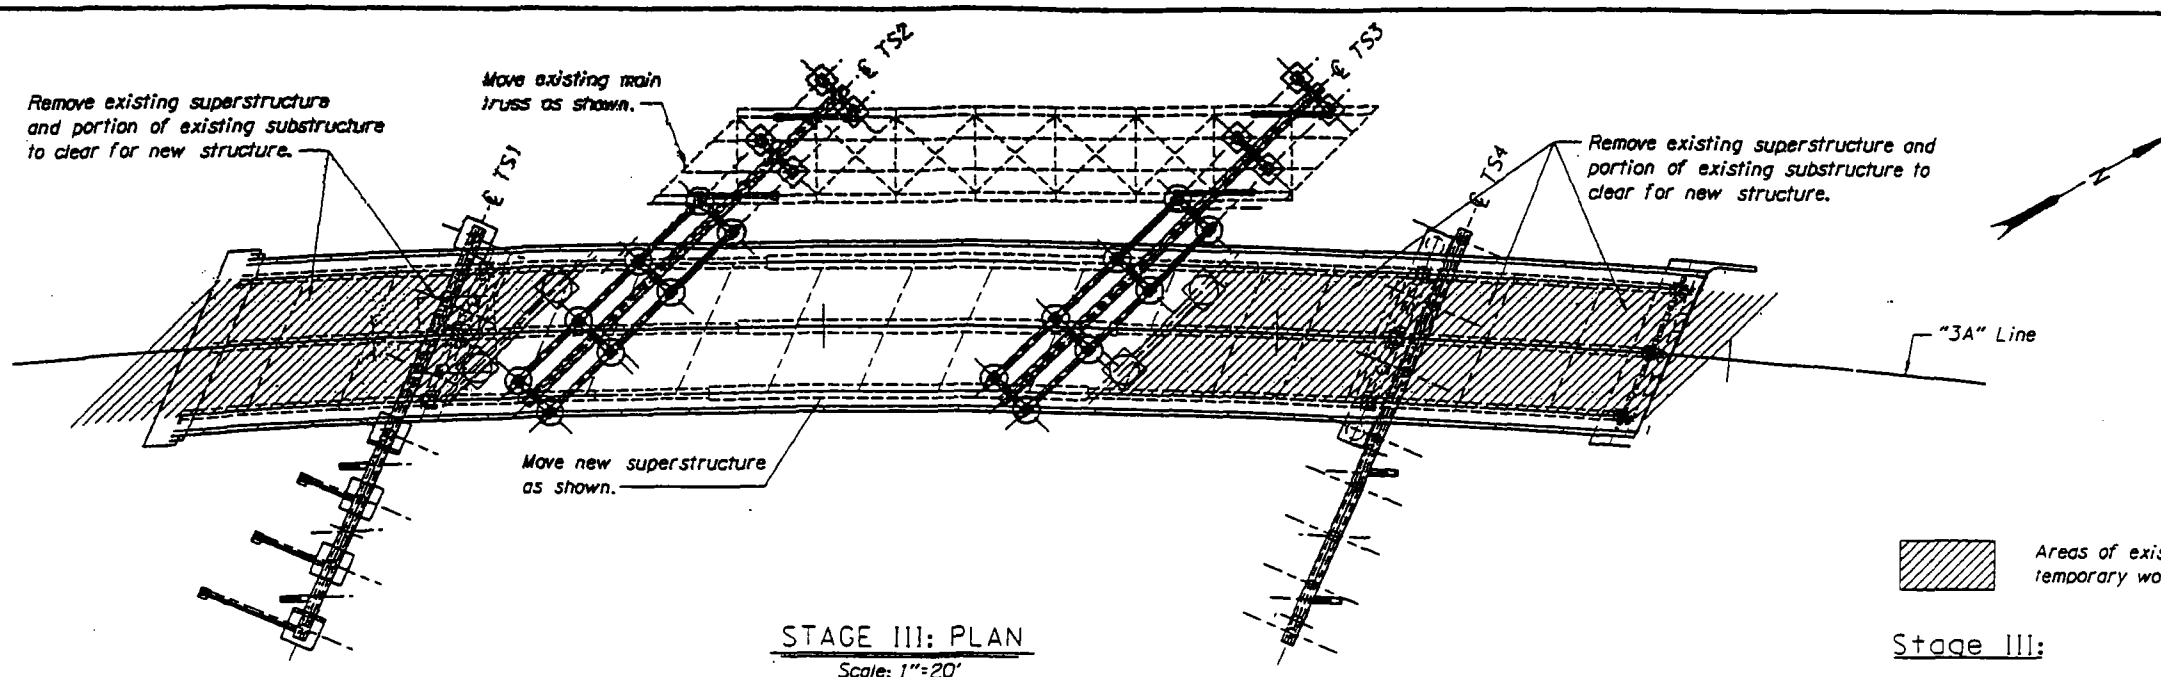 Remove existing superstructure
and portion of existing substructure
to clear for new structure.
Move existing main
truss as shown.
℄ TS1
℄ TS2
℄ TS3
℄ TS4
Remove existing superstructure and
portion of existing substructure to
clear for new structure.
N
"3A" Line
Move new superstructure
as shown.
Areas of exis
temporary wo
STAGE III: PLAN
Scale: 1"=20'
Stage III: